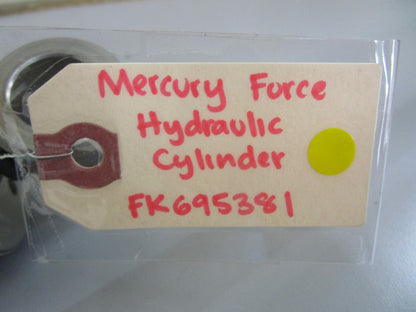 Mercury Force
Hydraulic
Cylinder
FK695381